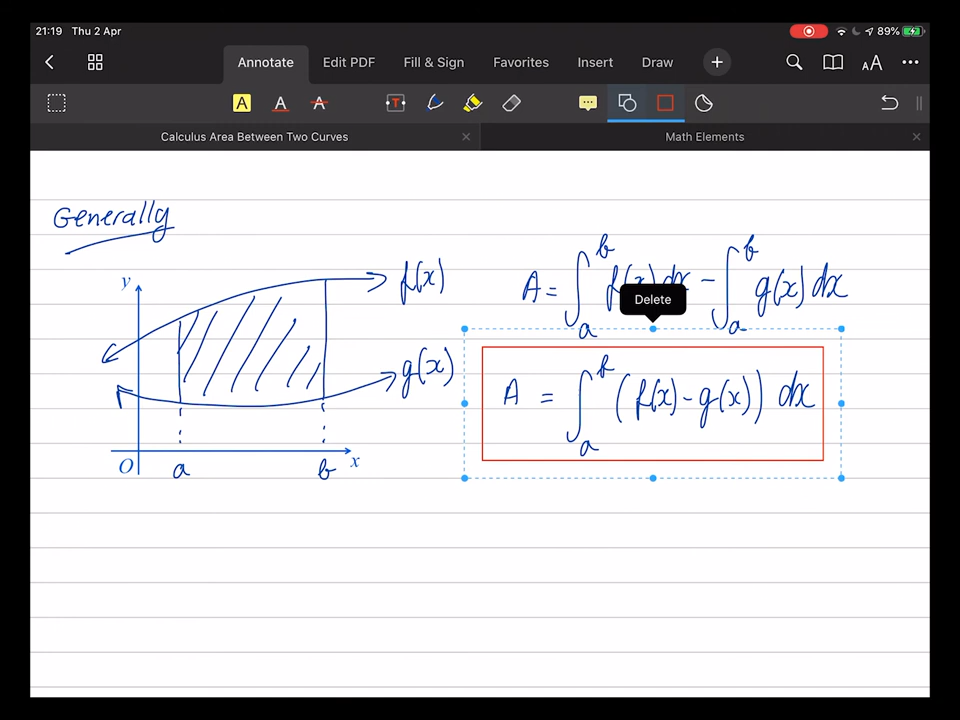 21:19 Thu 2 Apr 89%
Annotate Edit PDF Fill & Sign Favorites Insert Draw
A A A T AA
Calculus Area Between Two Curves Math Elements
Generally
y
f(x)
g(x)
O a b x
A = ∫_a^b f(x) dx - ∫_a^b g(x) dx
Delete
A = ∫_a^b (f(x) - g(x)) dx